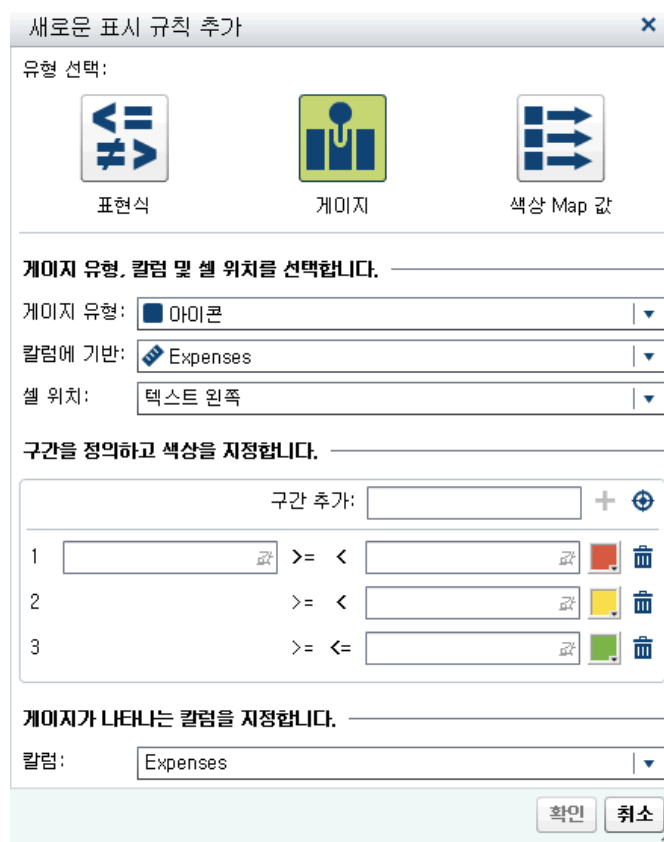 새로운 표시 규칙 추가
유형 선택:
표현식 게이지 색상 Map 값
게이지 유형, 칼럼 및 셀 위치를 선택합니다.
게이지 유형: 아이콘
칼럼에 기반: Expenses
셀 위치: 텍스트 왼쪽
구간을 정의하고 색상을 지정합니다.
구간 추가:
1 값 >= < 값
2 >= < 값
3 >= <= 값
게이지가 나타나는 칼럼을 지정합니다.
칼럼: Expenses
확인 취소